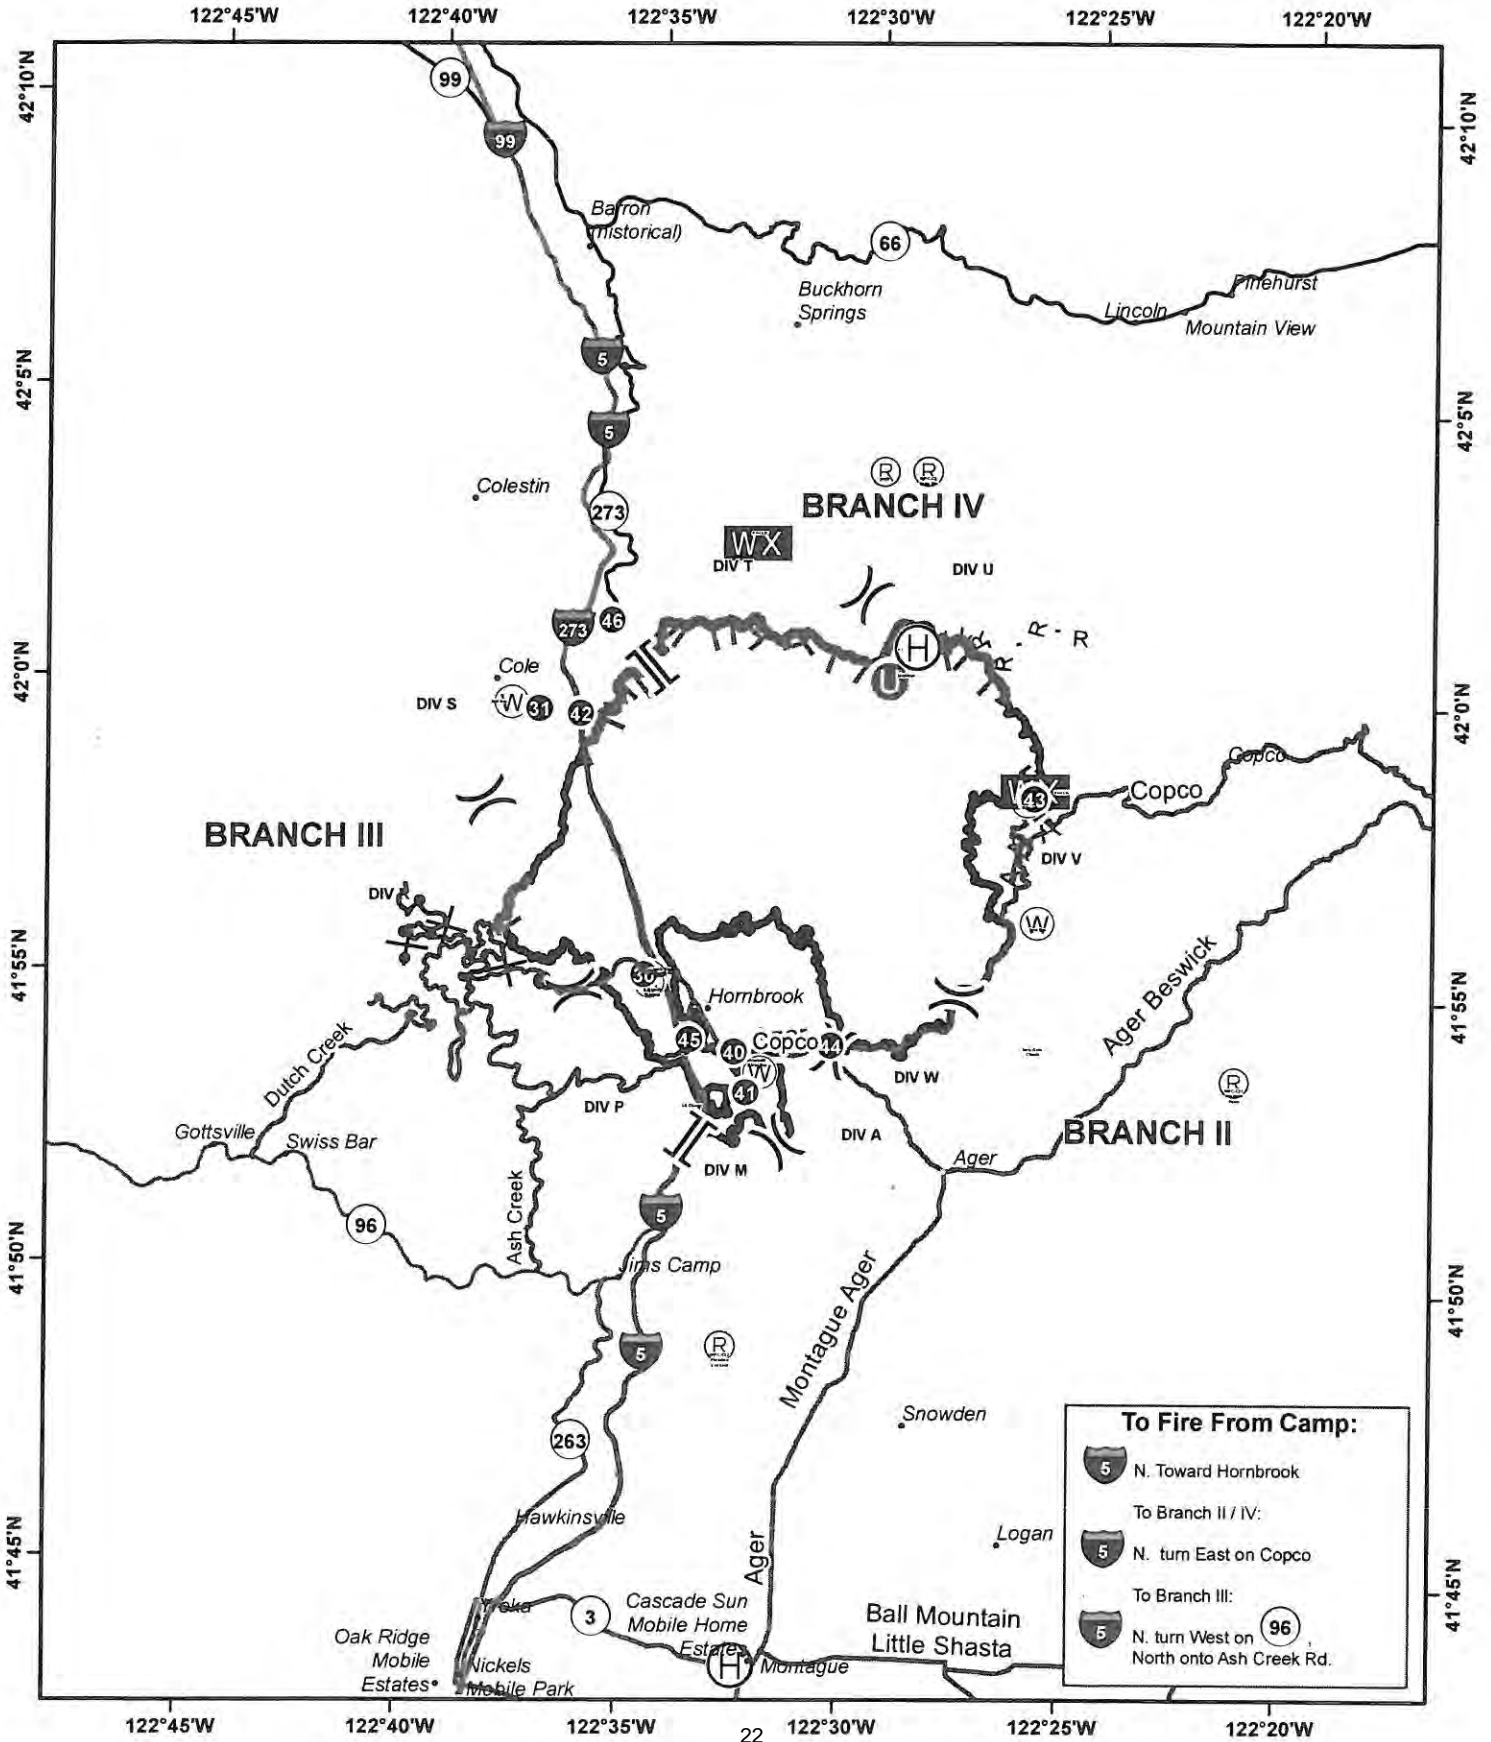 122°45'W
122°40'W
122°35'W
122°30'W
122°25'W
122°20'W
42°10'N
42°10'N
99
99
Barron
(historical)
66
Buckhorn
Springs
Pinehurst
Lincoln
Mountain View
5
42°5'N
42°5'N
5
R
R
BRANCH IV
Colestin
273
WX
DIV T
DIV U
273
46
H
R
R
R
R
U
42°0'N
42°0'N
Cole
DIV S
W
31
42
Copco
43
Copco
BRANCH III
DIV V
DIV
W
41°55'N
41°55'N
30
Hornbrook
Ager Beswick
45
40
Copco
44
W
41
Dutch Creek
DIV W
R
DIV P
BRANCH II
Gottsville
Swiss Bar
DIV A
Ager
DIV M
Ash Creek
5
96
41°50'N
41°50'N
Jims Camp
Montague Ager
5
R
263
Snowden
Hawkinsville
Logan
41°45'N
41°45'N
Ager
Yreka
3
Cascade Sun
Mobile Home
Estates
Ball Mountain
Little Shasta
Oak Ridge
Mobile
Estates
Nickels
Mobile Park
H
Montague
To Fire From Camp:
5 N. Toward Hornbrook
To Branch II / IV:
5 N. turn East on Copco
To Branch III:
5 N. turn West on 96 ,
North onto Ash Creek Rd.
122°45'W
122°40'W
122°35'W
122°30'W
122°25'W
122°20'W
22